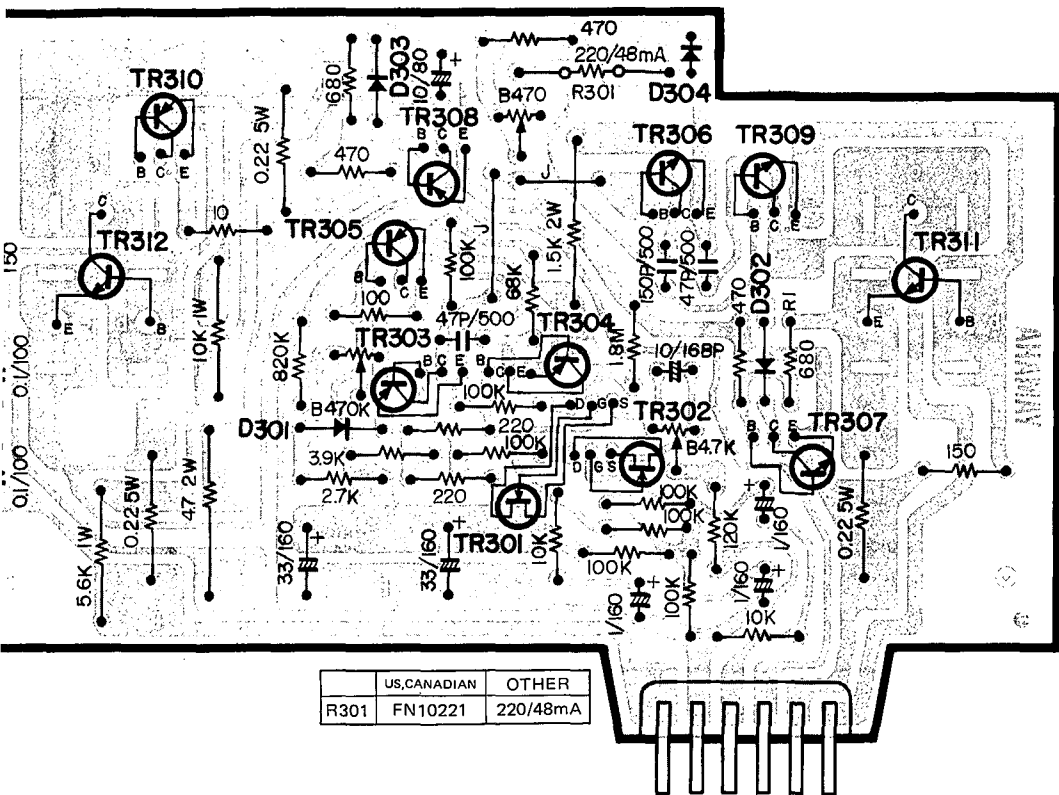 470
220/48mA
R301
D304
680
D303
10/80
+
TR310
B C E
0.22 5W
B470
TR308
B C E
470
J
TR306
B C E
TR309
B C E
C
TR312
E
B
150
10
TR305
B C E
100K
J
1.5K 2W
68K
150P/500
47P/500
D302
470
R1
680
C
TR311
E
B
10K 1W
100
47P/500
TR303
B C E
TR304
B C E
1.8M
10/16BP
0.1/100
820K
B470K
100K
D G S
TR302
D G S
B4.7K
B C E
TR307
D301
220
100K
3.9K
2.7K
220
TR301
0.1/100
5.6K 1W
0.22 5W
47 2W
33/160
+
33/160
+
10K
100K
100K
100K
120K
1/160
+
0.22 5W
150
1/160
+
100K
1/160
+
10K
US,CANADIAN OTHER
R301 FN10221 220/48mA